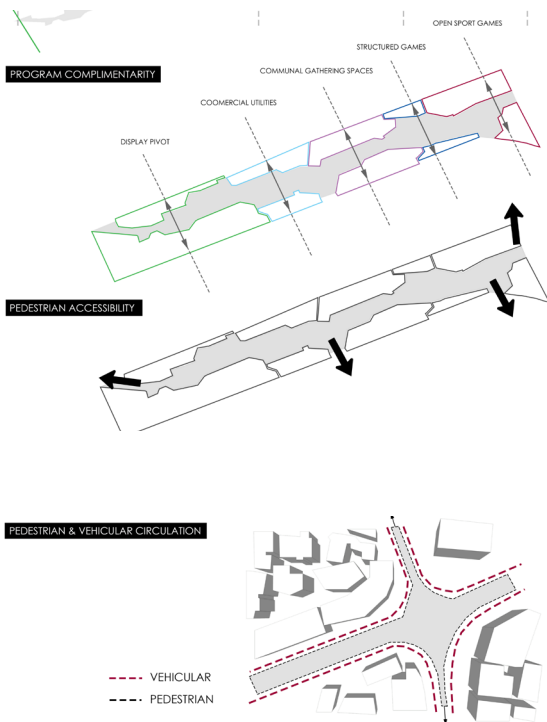 OPEN SPORT GAMES
STRUCTURED GAMES
PROGRAM COMPLIMENTARITY
COMMUNAL GATHERING SPACES
COOMERCIAL UTILITIES
DISPLAY PIVOT
PEDESTRIAN ACCESSIBILITY
PEDESTRIAN & VEHICULAR CIRCULATION
VEHICULAR
PEDESTRIAN